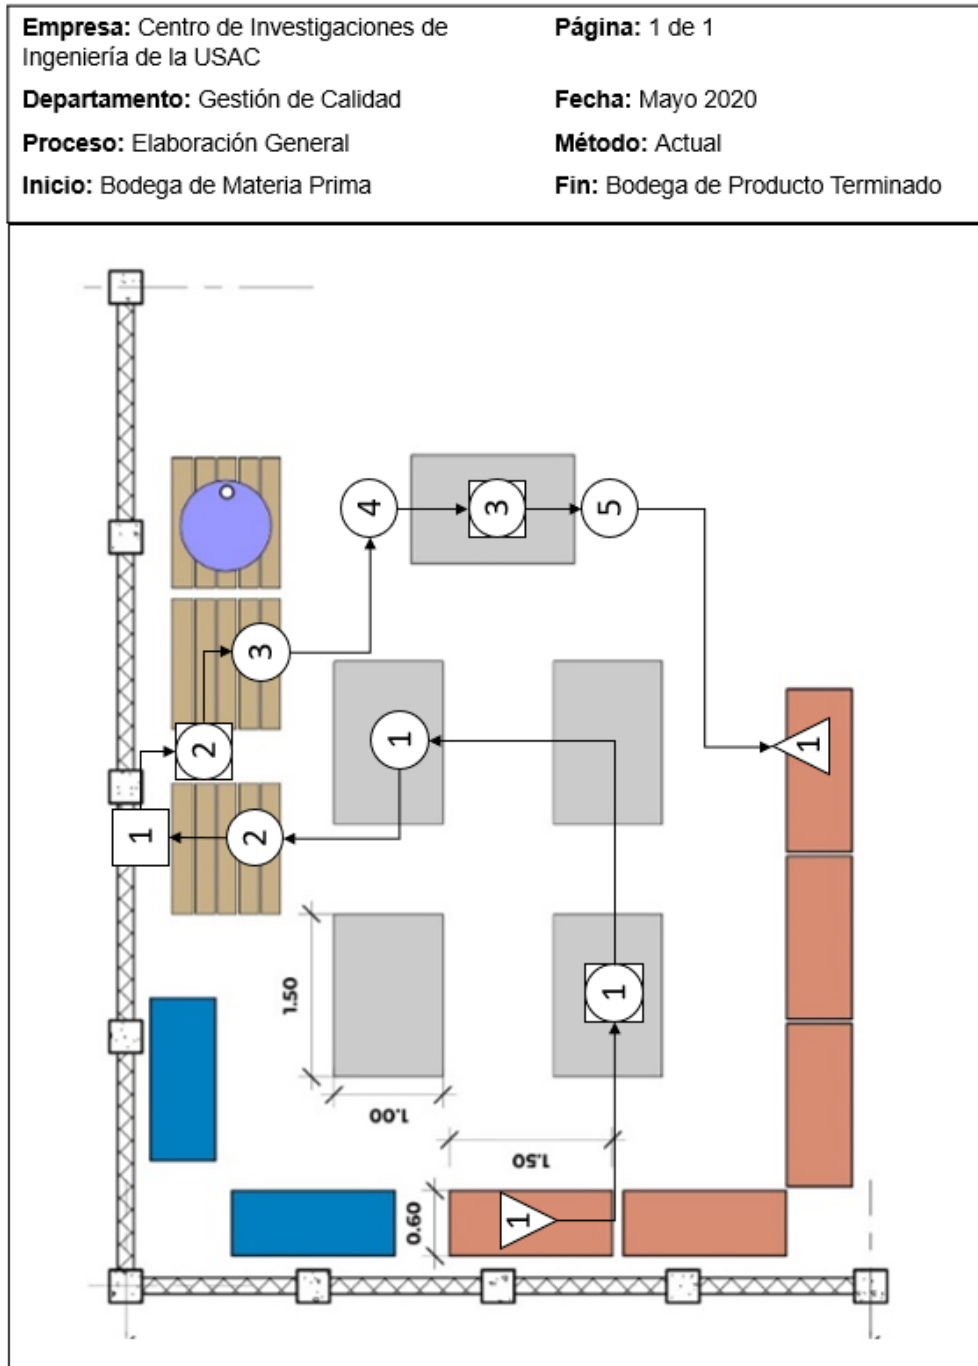 Empresa: Centro de Investigaciones de
Ingeniería de la USAC
Página: 1 de 1
Departamento: Gestión de Calidad
Fecha: Mayo 2020
Proceso: Elaboración General
Método: Actual
Inicio: Bodega de Materia Prima
Fin: Bodega de Producto Terminado
4
3
5
3
2
1
1
1
2
1.50
1
1.00
1.50
0.60
1